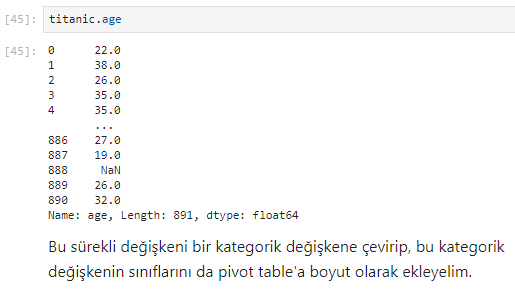 [45]: titanic.age
[45]: 0 22.0
1 38.0
2 26.0
3 35.0
4 35.0
...
886 27.0
887 19.0
888 NaN
889 26.0
890 32.0
Name: age, Length: 891, dtype: float64
Bu sürekli değişkeni bir kategorik değişkene çevirip, bu kategorik
değişkenin sınıflarını da pivot table'a boyut olarak ekleyelim.